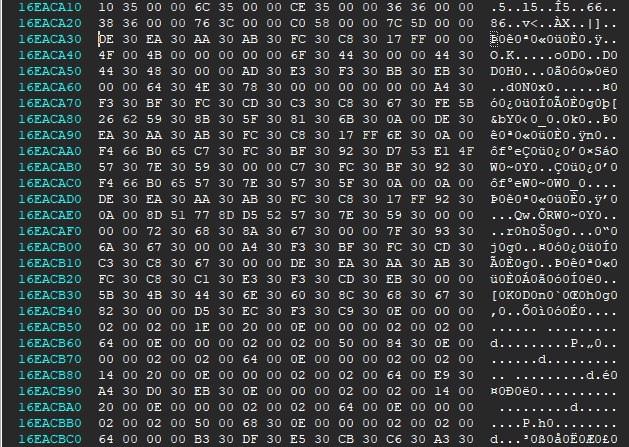 16EACA10 10 35 00 00 6C 35 00 00 CE 35 00 00 36 36 00 00 .5..l5..Î5..66..
16EACA20 38 36 00 00 76 3C 00 00 C0 58 00 00 7C 5D 00 00 86..v<..ÀX..|]..
16EACA30 DE 30 EA 30 AA 30 AB 30 FC 30 C8 30 17 FF 00 00 Þ0ê0ª0«0ü0È0.ÿ..
16EACA40 4F 00 4B 00 00 00 00 00 6F 30 44 30 00 00 44 30 O.K.....o0D0..D0
16EACA50 44 30 48 30 00 00 AD 30 E3 30 F3 30 BB 30 EB 30 D0H0...0ã0ó0»0ë0
16EACA60 00 00 00 00 64 30 4E 30 78 30 00 00 00 00 A4 30 ....d0N0x0....¤0
16EACA70 F3 30 BF 30 FC 30 CD 30 C3 30 C8 30 67 30 FE 5B ó0¿0ü0Í0Ã0È0g0þ[
16EACA80 26 62 59 30 8B 30 5F 30 81 30 6B 30 0A 00 DE 30 &bY0‹0_0.0k0..Þ0
16EACA90 EA 30 AA 30 AB 30 FC 30 C8 30 17 FF 6E 30 0A 00 ê0ª0«0ü0È0.ÿn0..
16EACAA0 F4 66 B0 65 C7 30 FC 30 BF 30 92 30 D7 53 E1 4F ôf°eÇ0ü0¿0’0×SáO
16EACAB0 57 30 7E 30 59 30 00 00 C7 30 FC 30 BF 30 92 30 W0~0Y0..Ç0ü0¿0’0
16EACAC0 F4 66 B0 65 57 30 7E 30 57 30 5F 30 0A 00 0A 00 ôf°eW0~0W0_0....
16EACAD0 DE 30 EA 30 AA 30 AB 30 FC 30 C8 30 17 FF 92 30 Þ0ê0ª0«0ü0È0.ÿ’0
16EACAE0 0A 00 8D 51 77 8D D5 52 57 30 7E 30 59 30 00 00 ...Qw.ÕRW0~0Y0..
16EACAF0 00 00 72 30 68 30 8A 30 67 30 00 00 7F 30 93 30 ..r0h0Š0g0...0“0
16EACB00 6A 30 67 30 00 00 A4 30 F3 30 BF 30 FC 30 CD 30 j0g0..¤0ó0¿0ü0Í0
16EACB10 C3 30 C8 30 67 30 00 00 DE 30 EA 30 AA 30 AB 30 Ã0È0g0..Þ0ê0ª0«0
16EACB20 FC 30 C8 30 C1 30 E3 30 F3 30 CD 30 EB 30 00 00 ü0È0Á0ã0ó0Í0ë0..
16EACB30 5B 30 4B 30 44 30 6E 30 60 30 8C 30 68 30 67 30 [0K0D0n0`0Œ0h0g0
16EACB40 82 30 00 00 D5 30 EC 30 F3 30 C9 30 0E 00 00 00 ‚0..Õ0ì0ó0É0....
16EACB50 02 00 02 00 1E 00 20 00 0E 00 00 00 02 00 02 00 ...... .........
16EACB60 64 00 0E 00 00 00 02 00 02 00 50 00 84 30 0E 00 d.........P.„0..
16EACB70 00 00 02 00 02 00 64 00 0E 00 00 00 02 00 02 00 ......d.........
16EACB80 14 00 20 00 0E 00 00 00 02 00 02 00 64 00 E9 30 .. .........d.é0
16EACB90 A4 30 D0 30 EB 30 0E 00 00 00 02 00 02 00 14 00 ¤0Ð0ë0..........
16EACBA0 20 00 0E 00 00 00 02 00 02 00 64 00 0E 00 00 00  .........d.....
16EACBB0 02 00 02 00 50 00 68 30 0E 00 00 00 02 00 02 00 ....P.h0........
16EACBC0 64 00 00 00 B3 30 DF 30 E5 30 CB 30 C6 30 A3 30 d...³0ß0å0Ë0Æ0£0